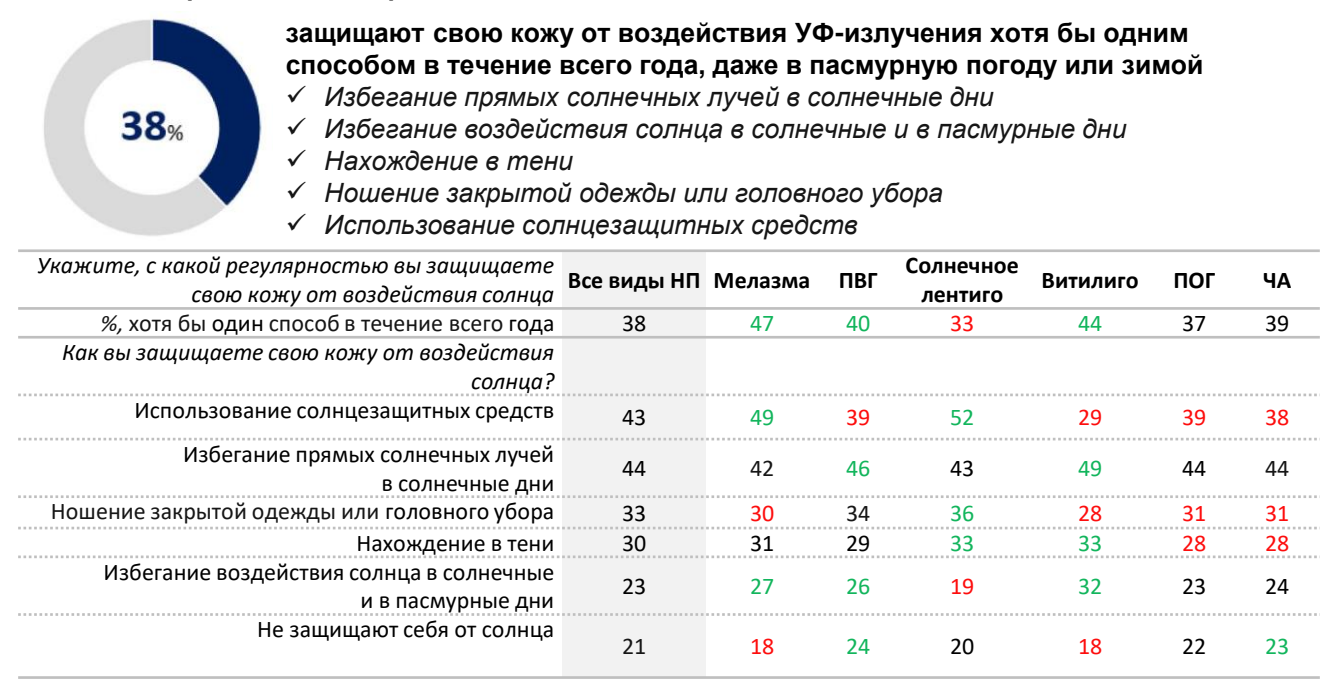 защищают свою кожу от воздействия УФ-излучения хотя бы одним
способом в течение всего года, даже в пасмурную погоду или зимой
38%
✓ Избегание прямых солнечных лучей в солнечные дни
✓ Избегание воздействия солнца в солнечные и в пасмурные дни
✓ Нахождение в тени
✓ Ношение закрытой одежды или головного убора
✓ Использование солнцезащитных средств
Укажите, с какой регулярностью вы защищаете
свою кожу от воздействия солнца
Все виды НП Мелазма ПВГ Солнечное лентиго Витилиго ПОГ ЧА
%, хотя бы один способ в течение всего года 38 47 40 33 44 37 39
Как вы защищаете свою кожу от воздействия
солнца?
Использование солнцезащитных средств 43 49 39 52 29 39 38
Избегание прямых солнечных лучей
в солнечные дни 44 42 46 43 49 44 44
Ношение закрытой одежды или головного убора 33 30 34 36 28 31 31
Нахождение в тени 30 31 29 33 33 28 28
Избегание воздействия солнца в солнечные
и в пасмурные дни 23 27 26 19 32 23 24
Не защищают себя от солнца 21 18 24 20 18 22 23